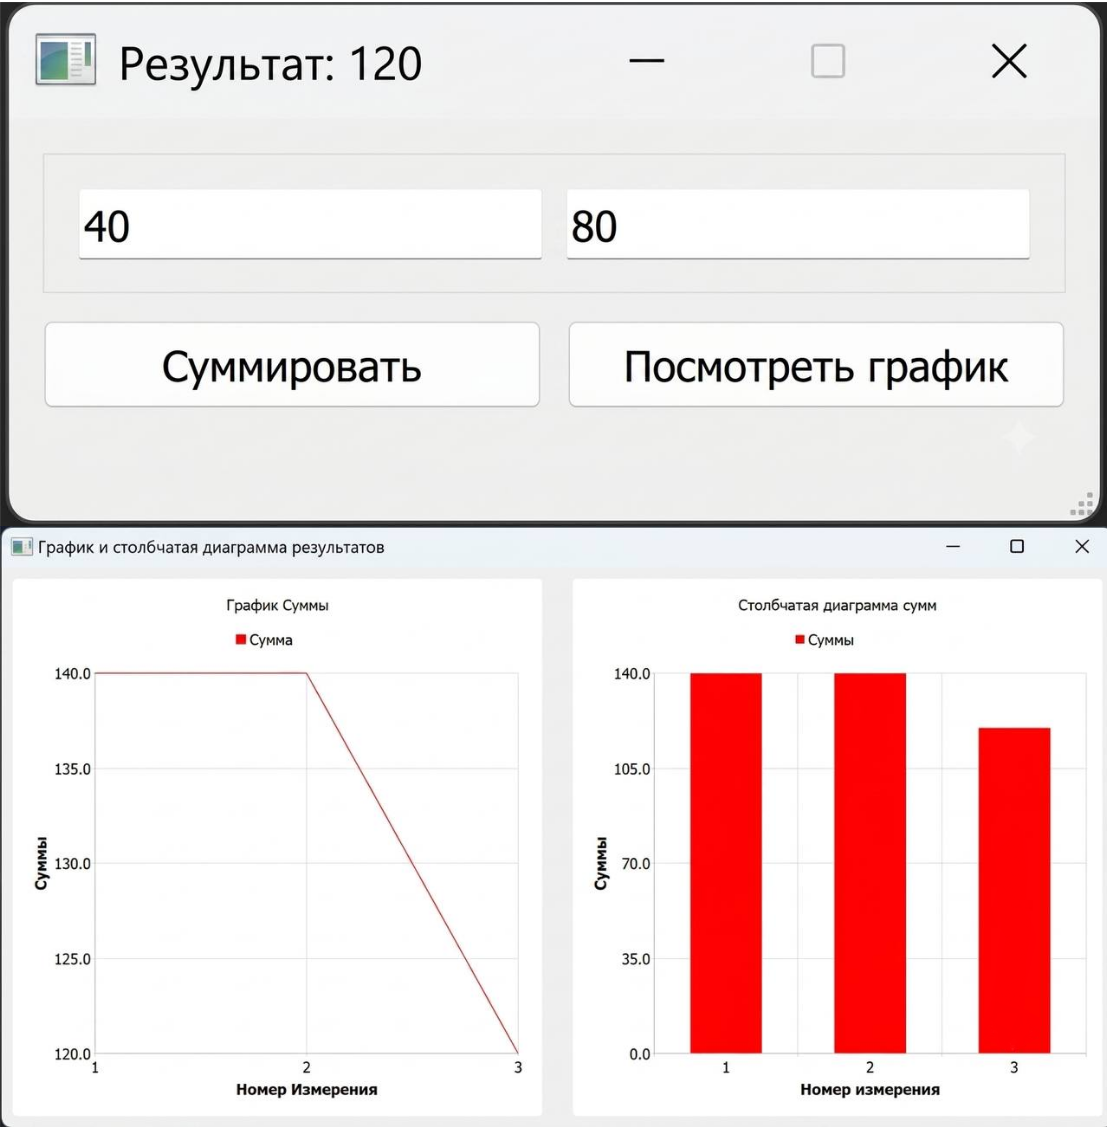 Результат: 120
40 80
Суммировать Посмотреть график
График и столбчатая диаграмма результатов
График Суммы
Сумма
140.0
135.0
130.0
125.0
120.0
Суммы
1 2 3
Номер Измерения
Столбчатая диаграмма сумм
Суммы
140.0
105.0
70.0
35.0
0.0
Суммы
1 2 3
Номер измерения